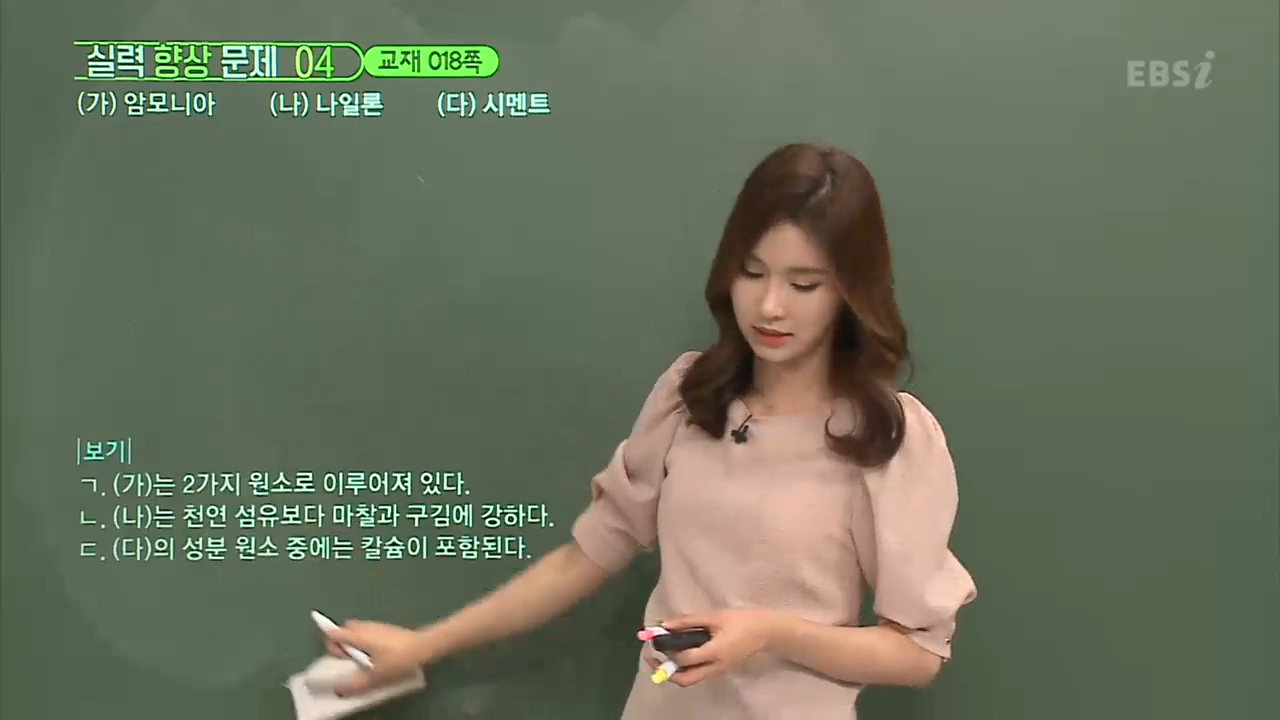 실력 향상 문제 04 교재 018쪽
EBSi
(가) 암모니아 (나) 나일론 (다) 시멘트
|보기|
ㄱ. (가)는 2가지 원소로 이루어져 있다.
ㄴ. (나)는 천연 섬유보다 마찰과 구김에 강하다.
ㄷ. (다)의 성분 원소 중에는 칼슘이 포함된다.